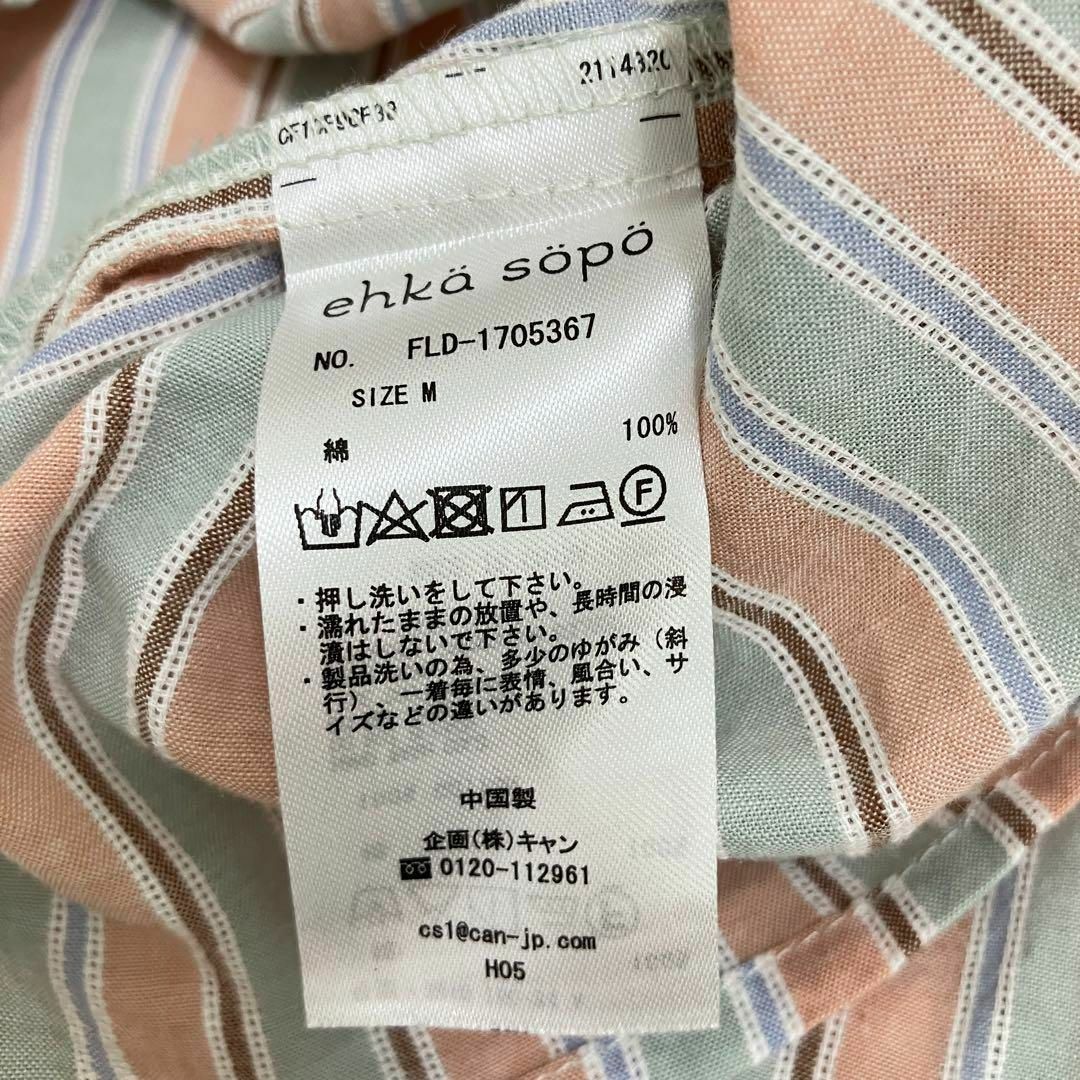 ehkä söpö
NO. FLD-1705367
SIZE M
綿 100%
F
・押し洗いをして下さい。
・濡れたままの放置や、長時間の浸
漬はしないで下さい。
・製品洗いの為、多少のゆがみ（斜
行）、一着毎に表情、風合い、サ
イズなどの違いがあります。
中国製
企画(株)キャン
0120-112961
cs1@can-jp.com
H05